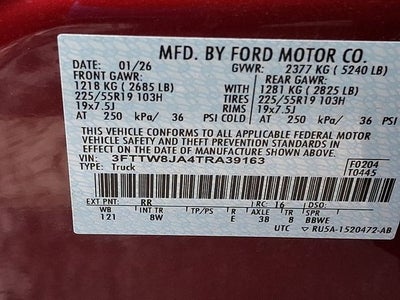 MFD. BY FORD MOTOR CO.
DATE: 01/26 GVWR: 2377 KG ( 5240 LB)
FRONT GAWR: REAR GAWR:
1218 KG ( 2685 LB) 1281 KG ( 2825 LB)
225/55R19 103H TIRES 225/55R19 103H
19x7.5J RIMS 19x7.5J
AT 250 kPa/ 36 PSI COLD AT 250 kPa/ 36 PSI COLD
THIS VEHICLE CONFORMS TO ALL APPLICABLE FEDERAL MOTOR
VEHICLE SAFETY AND THEFT PREVENTION STANDARDS IN EFFECT
ON THE DATE OF MANUFACTURE SHOWN ABOVE.
VIN: 3FTTW8JA4TRA39163 F0204
TYPE: Truck T0445
EXT PNT: RR RC: 16 DSO:
WB INT TR TP/PS R AXLE TR SPR
121 8W E 38 8 BBWE
UTC RU5A-1520472-AB